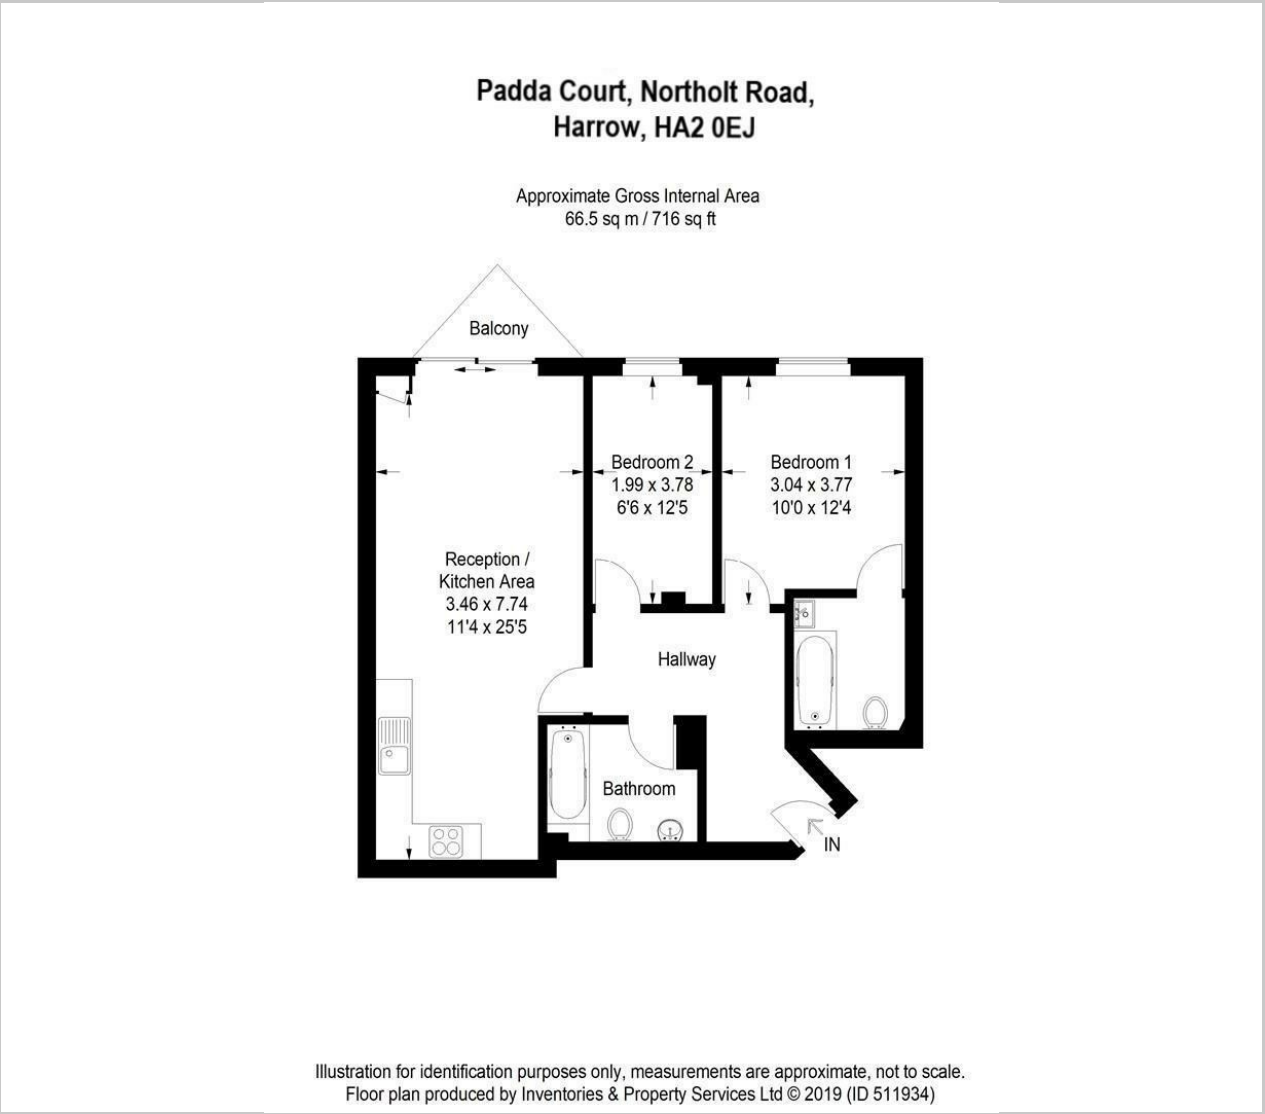 Padda Court, Northolt Road,
Harrow, HA2 0EJ
Approximate Gross Internal Area
66.5 sq m / 716 sq ft
Balcony
Bedroom 2
1.99 x 3.78
6'6 x 12'5
Bedroom 1
3.04 x 3.77
10'0 x 12'4
Reception /
Kitchen Area
3.46 x 7.74
11'4 x 25'5
Hallway
Bathroom
IN
Illustration for identification purposes only, measurements are approximate, not to scale.
Floor plan produced by Inventories & Property Services Ltd © 2019 (ID 511934)